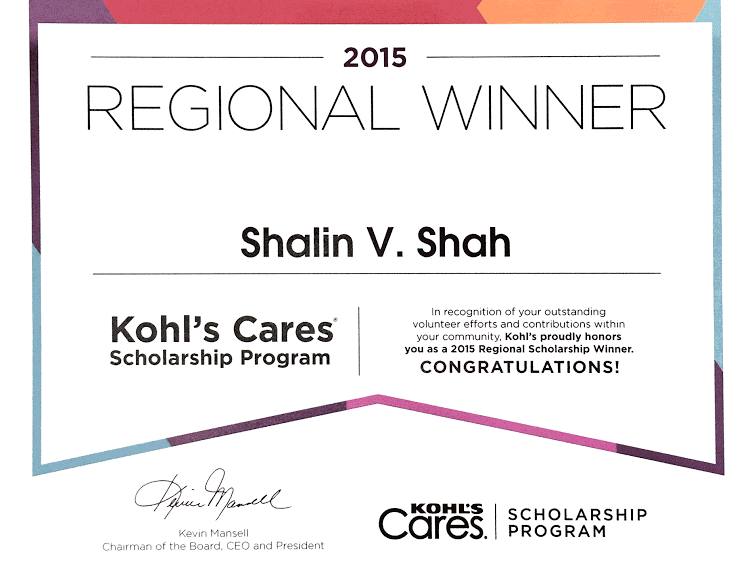 2015
REGIONAL WINNER
Shalin V. Shah
Kohl's Cares®
Scholarship Program
In recognition of your outstanding
volunteer efforts and contributions within
your community, Kohl's proudly honors
you as a 2015 Regional Scholarship Winner.
CONGRATULATIONS!
Kevin Mansell
Kevin Mansell
Chairman of the Board, CEO and President
KOHL'S
Cares.
SCHOLARSHIP
PROGRAM